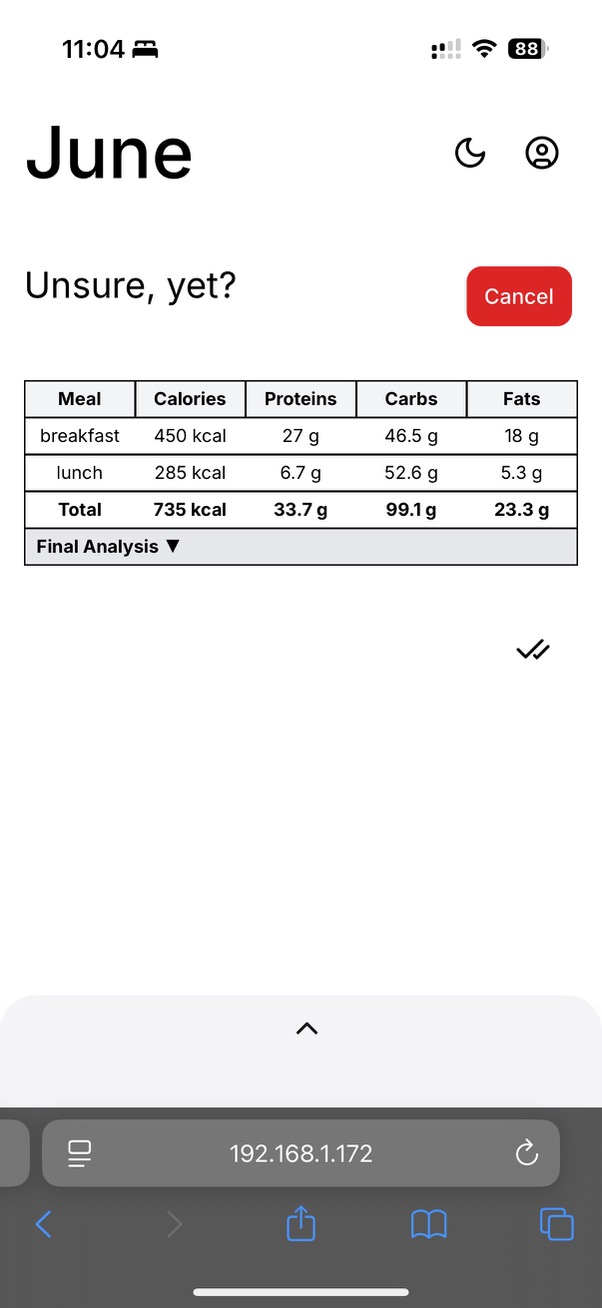 11:04
88
June
Unsure, yet?
Cancel
Meal Calories Proteins Carbs Fats
breakfast 450 kcal 27 g 46.5 g 18 g
lunch 285 kcal 6.7 g 52.6 g 5.3 g
Total 735 kcal 33.7 g 99.1 g 23.3 g
Final Analysis ▼
192.168.1.172